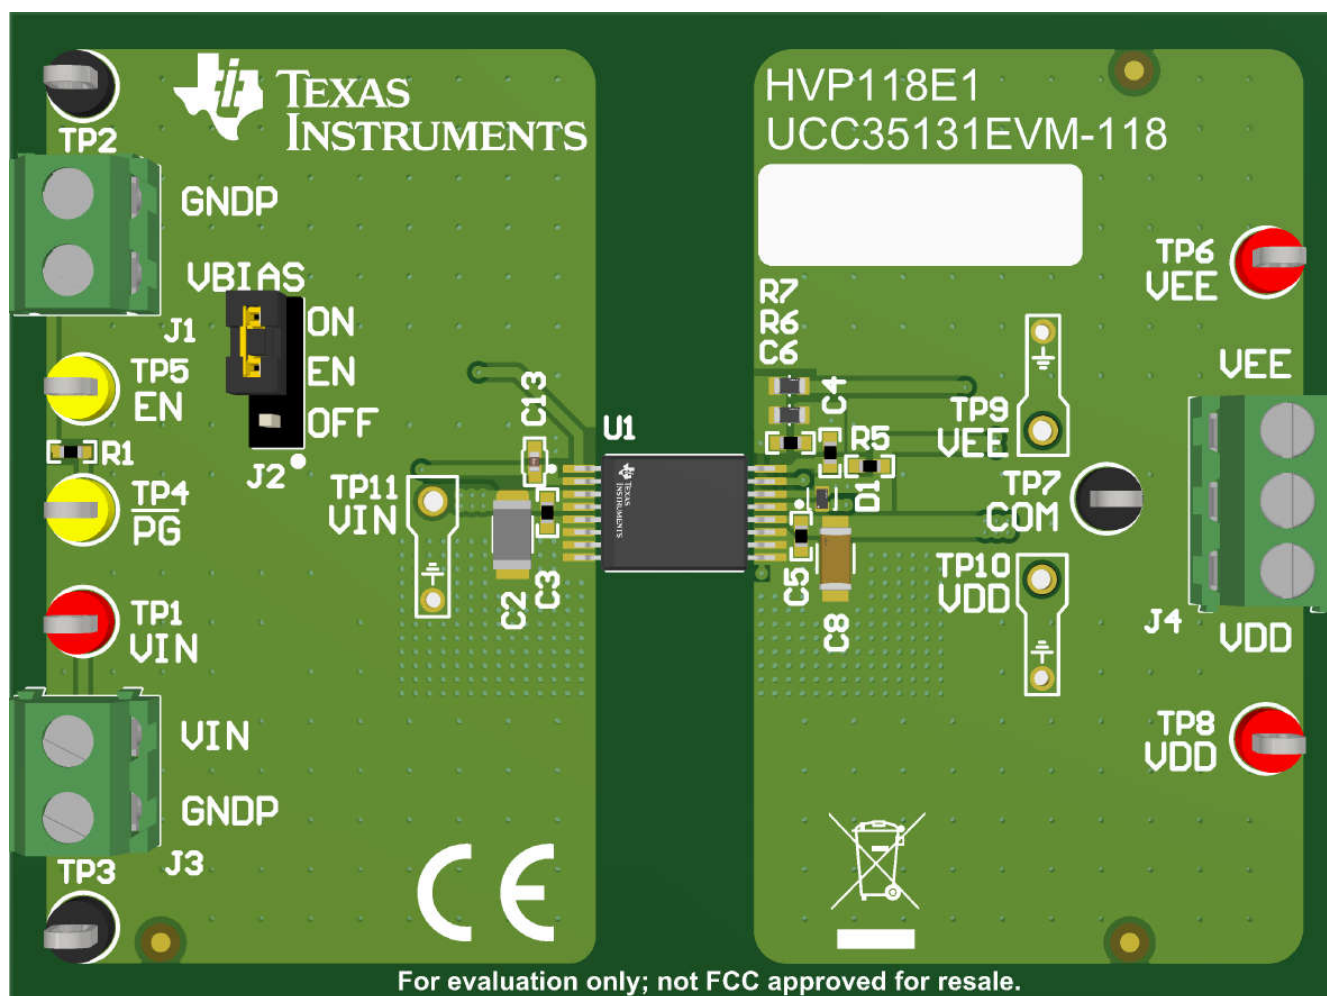 TEXAS
INSTRUMENTS
HVP118E1
UCC35131EVM-118
TP2
GNDP
VBIAS
J1
ON
EN
OFF
J2
TP5
EN
R1
TP4
PG
TP11
VIN
TP1
VIN
VIN
GNDP
J3
TP3
C13
C2
C3
U1
TEXAS
INSTRUMENTS
R7
R6
C6
C4
R5
D1
C5
C8
TP6
VEE
VEE
TP9
VEE
TP7
COM
TP10
VDD
J4
VDD
TP8
VDD
CE
For evaluation only; not FCC approved for resale.